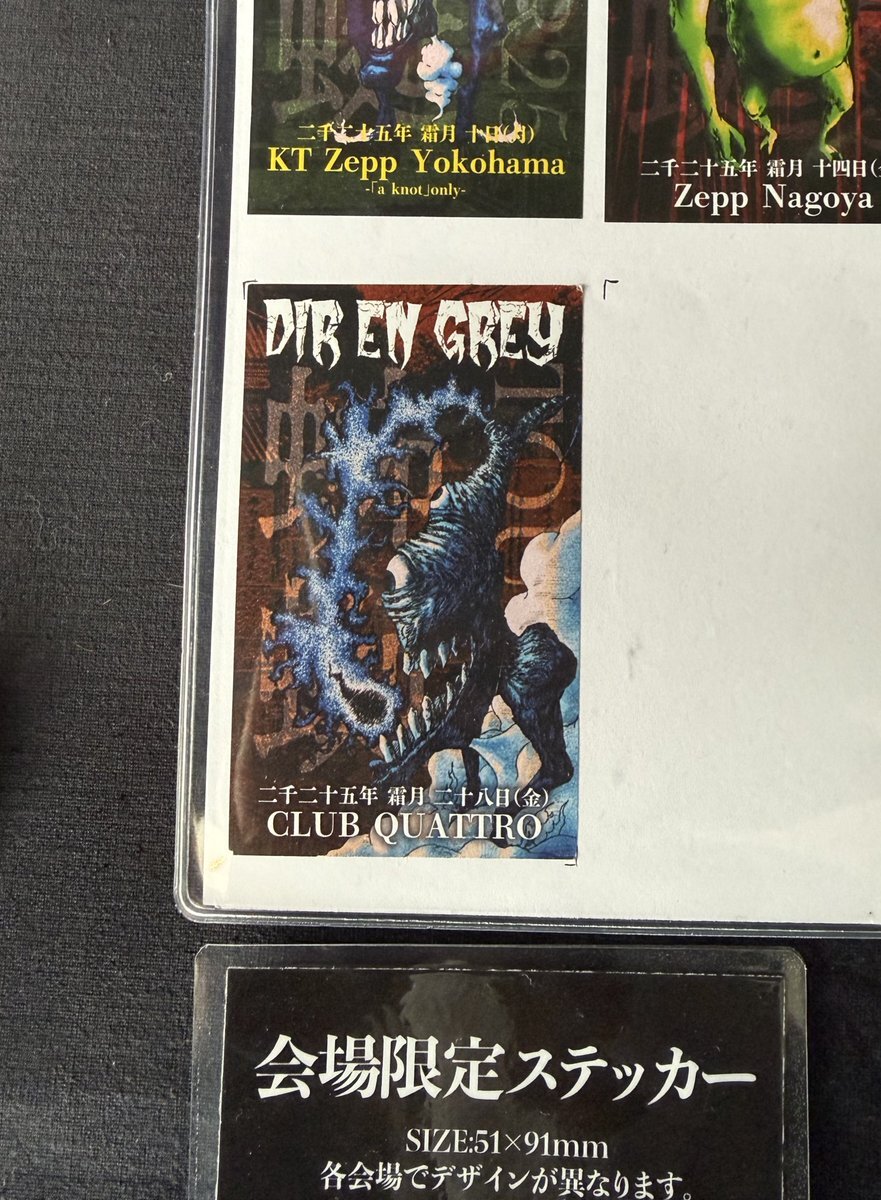 二千二十五年 霜月 十日(月)
KT Zepp Yokohama
-「a knot」only-
二千二十五年 霜月 十四日(
Zepp Nagoya
DIR EN GREY
二千二十五年 霜月 二十八日(金)
CLUB QUATTRO
会場限定ステッカー
SIZE:51×91mm
各会場でデザインが異なります。